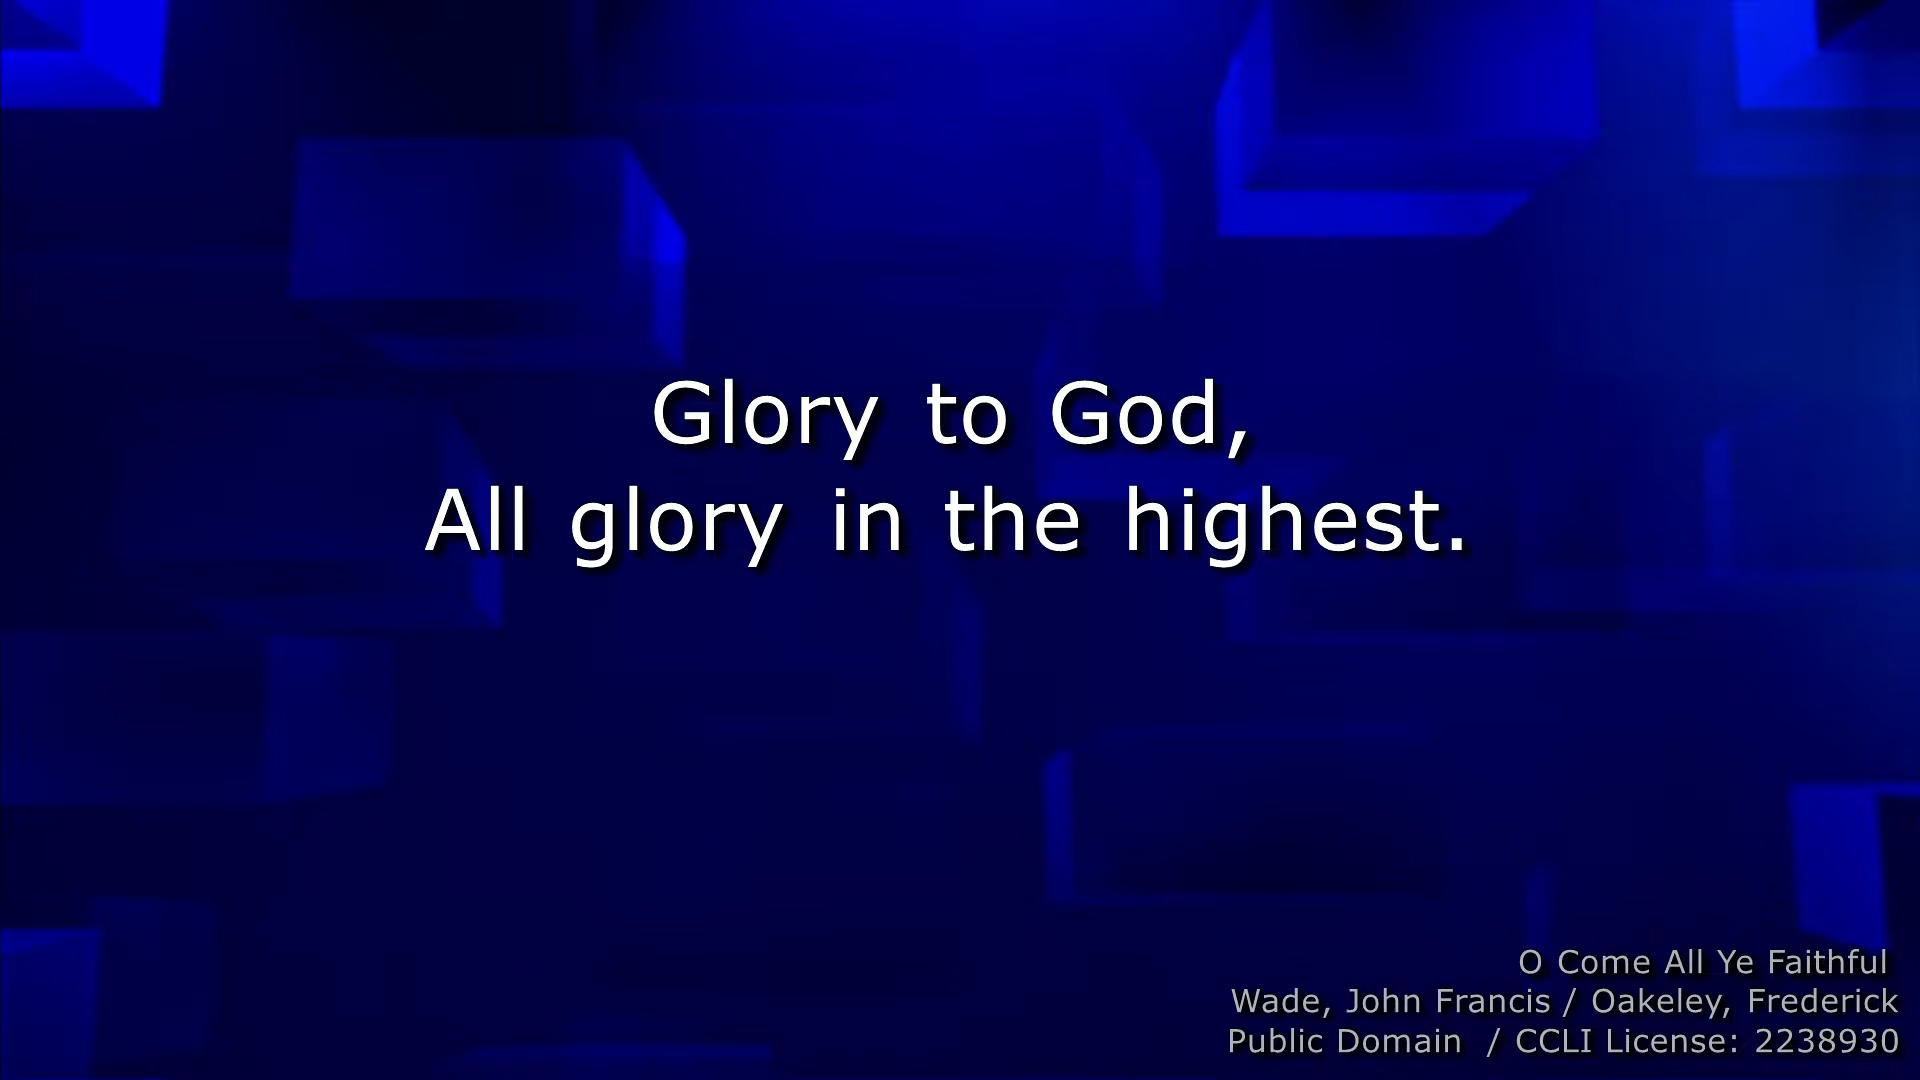 Glory to God,
All glory in the highest.
O Come All Ye Faithful
Wade, John Francis / Oakeley, Frederick
Public Domain / CCLI License: 2238930